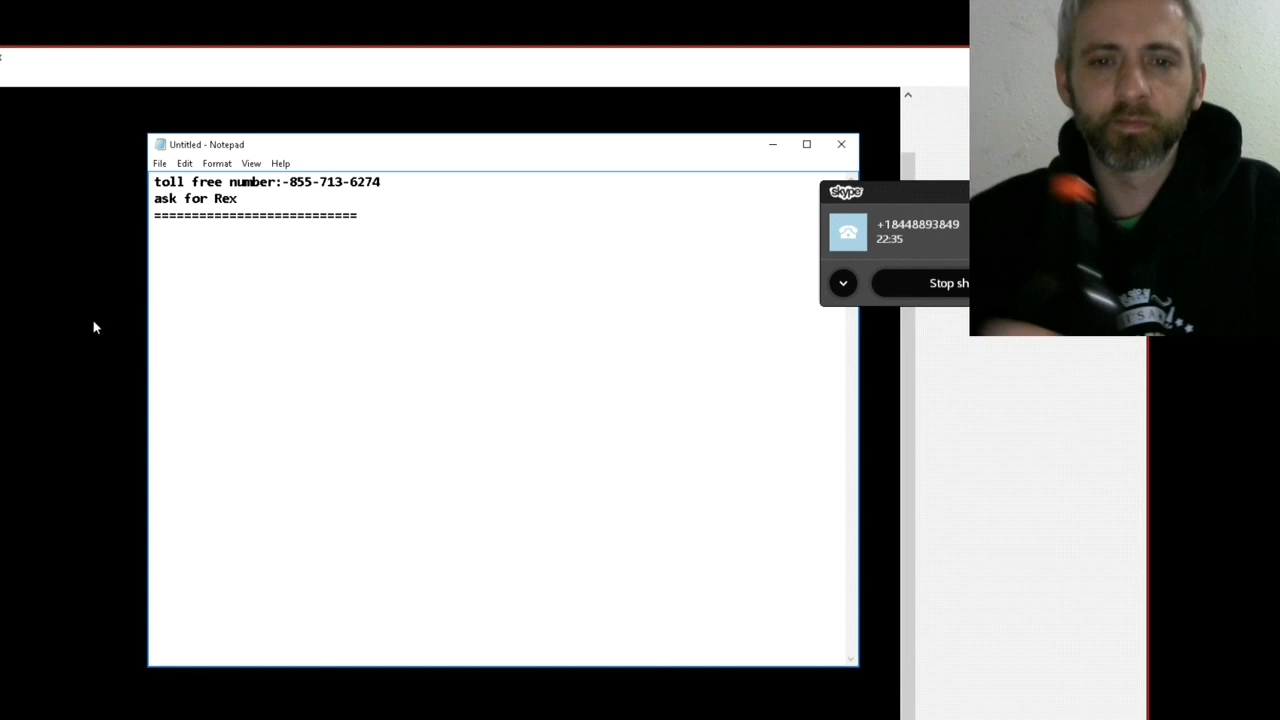 Untitled - Notepad
File Edit Format View Help
toll free number:-855-713-6274
ask for Rex
===========================
skype
+18448893849
22:35
Stop sh